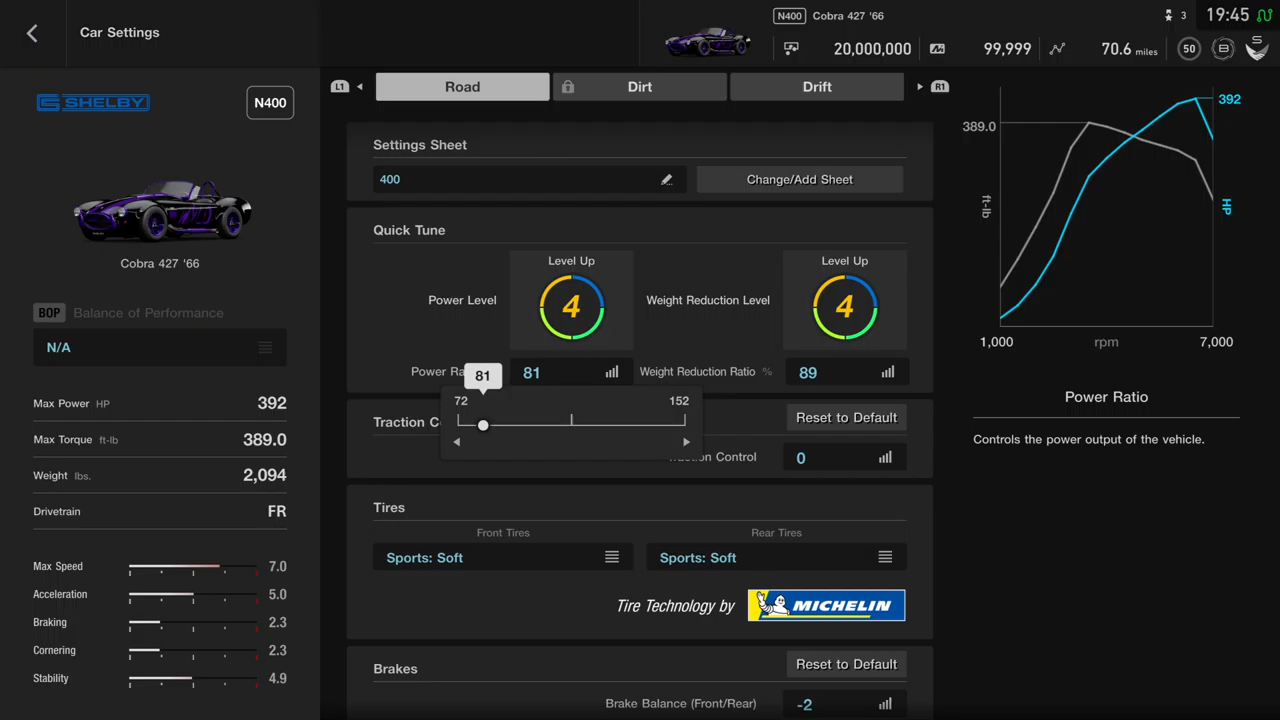 Car Settings
N400 Cobra 427 '66
3 19:45
20,000,000 99,999 70.6 miles 50 B S
SHELBY
N400
Cobra 427 '66
BOP Balance of Performance
N/A
Max Power HP 392
Max Torque ft-lb 389.0
Weight lbs. 2,094
Drivetrain FR
Max Speed 7.0
Acceleration 5.0
Braking 2.3
Cornering 2.3
Stability 4.9
L1 Road Dirt Drift R1
Settings Sheet
400 Change/Add Sheet
Quick Tune
Level Up Level Up
Power Level 4 Weight Reduction Level 4
Power Ra 81 Weight Reduction Ratio % 89
81
72 152
Traction Co Reset to Default
raction Control 0
Tires
Front Tires Rear Tires
Sports: Soft Sports: Soft
Tire Technology by MICHELIN
Brakes Reset to Default
Brake Balance (Front/Rear) -2
392
389.0
ft-lb HP
1,000 rpm 7,000
Power Ratio
Controls the power output of the vehicle.